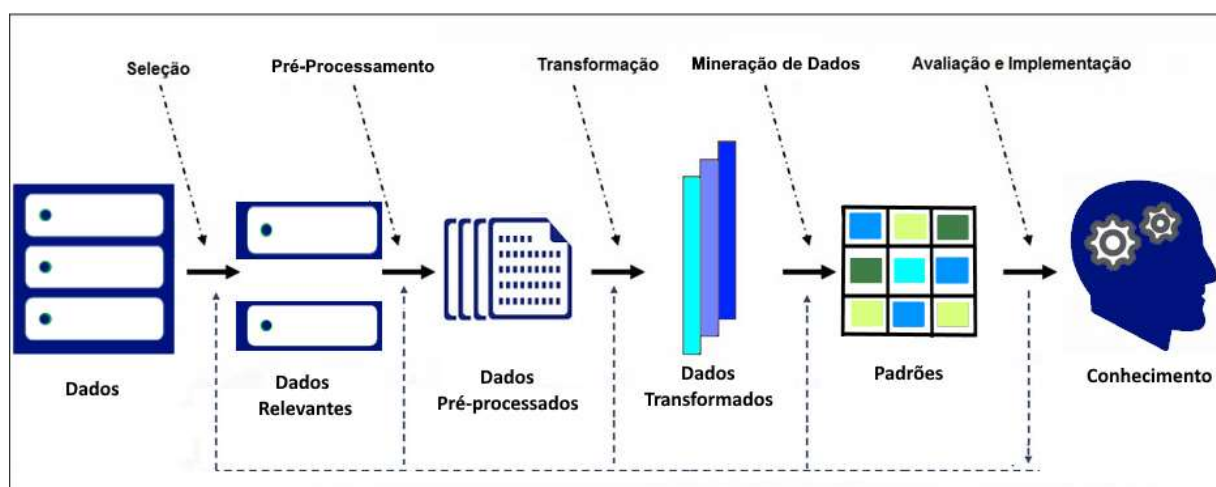 Seleção
Pré-Processamento
Transformação
Mineração de Dados
Avaliação e Implementação
Dados
Dados
Relevantes
Dados
Pré-processados
Dados
Transformados
Padrões
Conhecimento